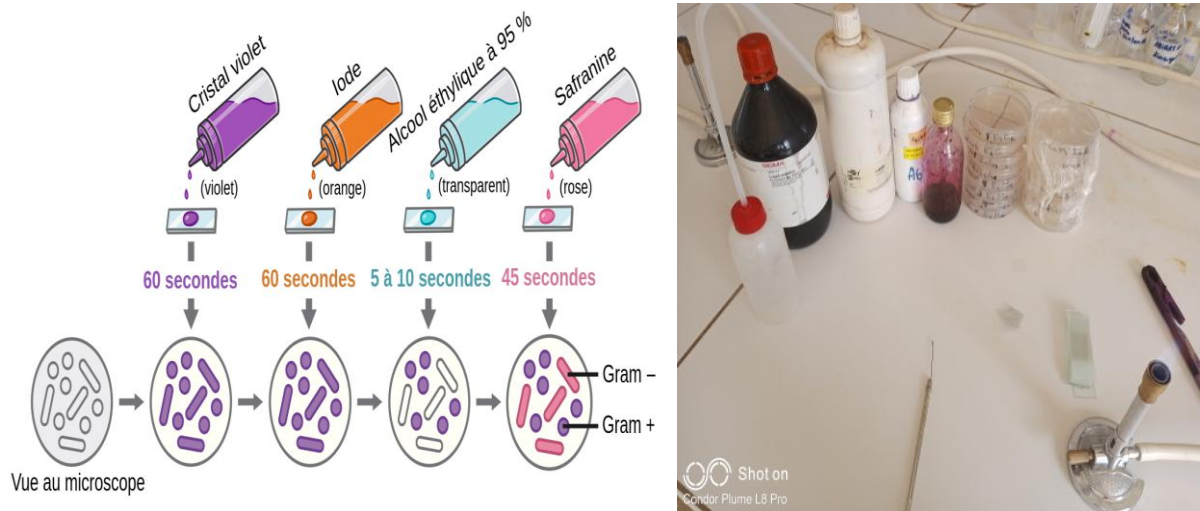 Cristal violet
Iode
Alcool éthylique à 95 %
Safranine
(violet)
(orange)
(transparent)
(rose)
60 secondes
60 secondes
5 à 10 secondes
45 secondes
Gram –
Gram +
Vue au microscope
SIGMA
A6
Shot on
Condor Plume L8 Pro